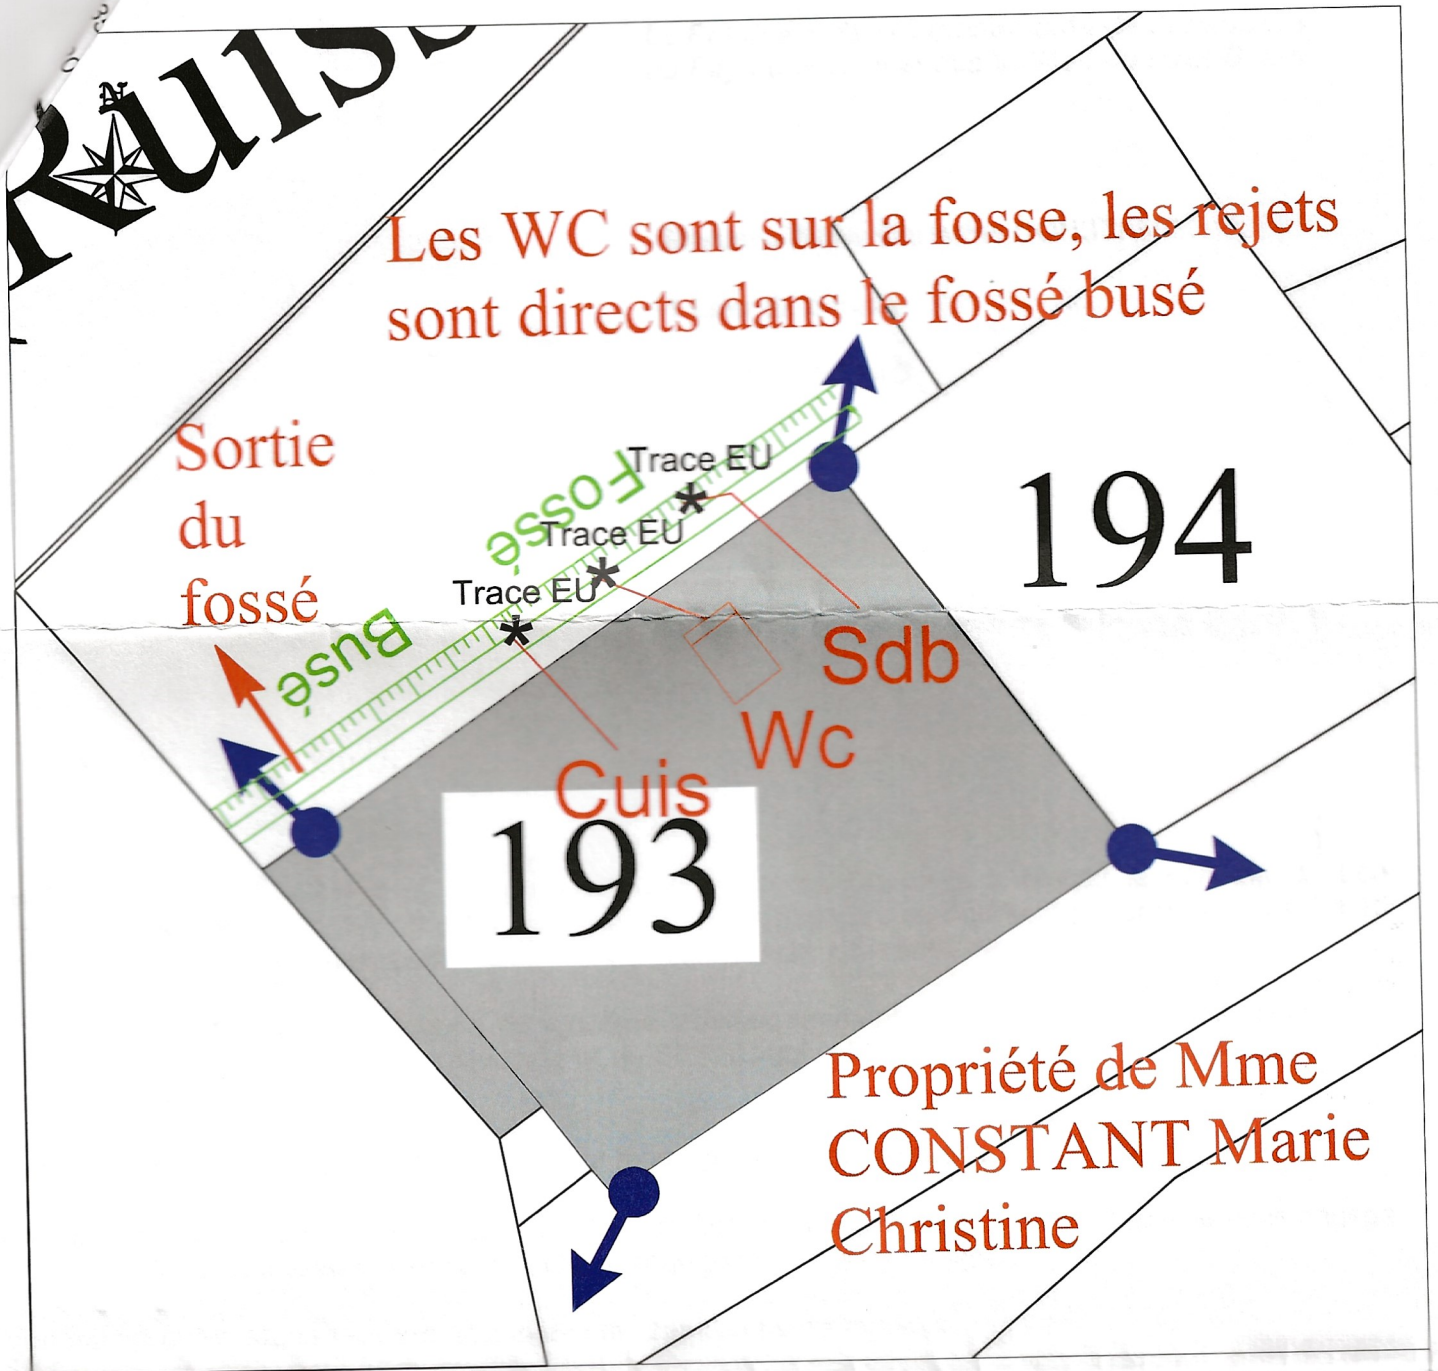 N
Ruiss
Les WC sont sur la fosse, les rejets
sont directs dans le fossé busé
Sortie
du
fossé
Fossé
Busé
Trace EU
Trace EU
Trace EU
194
Sdb
Wc
Cuis
193
Propriété de Mme
CONSTANT Marie
Christine